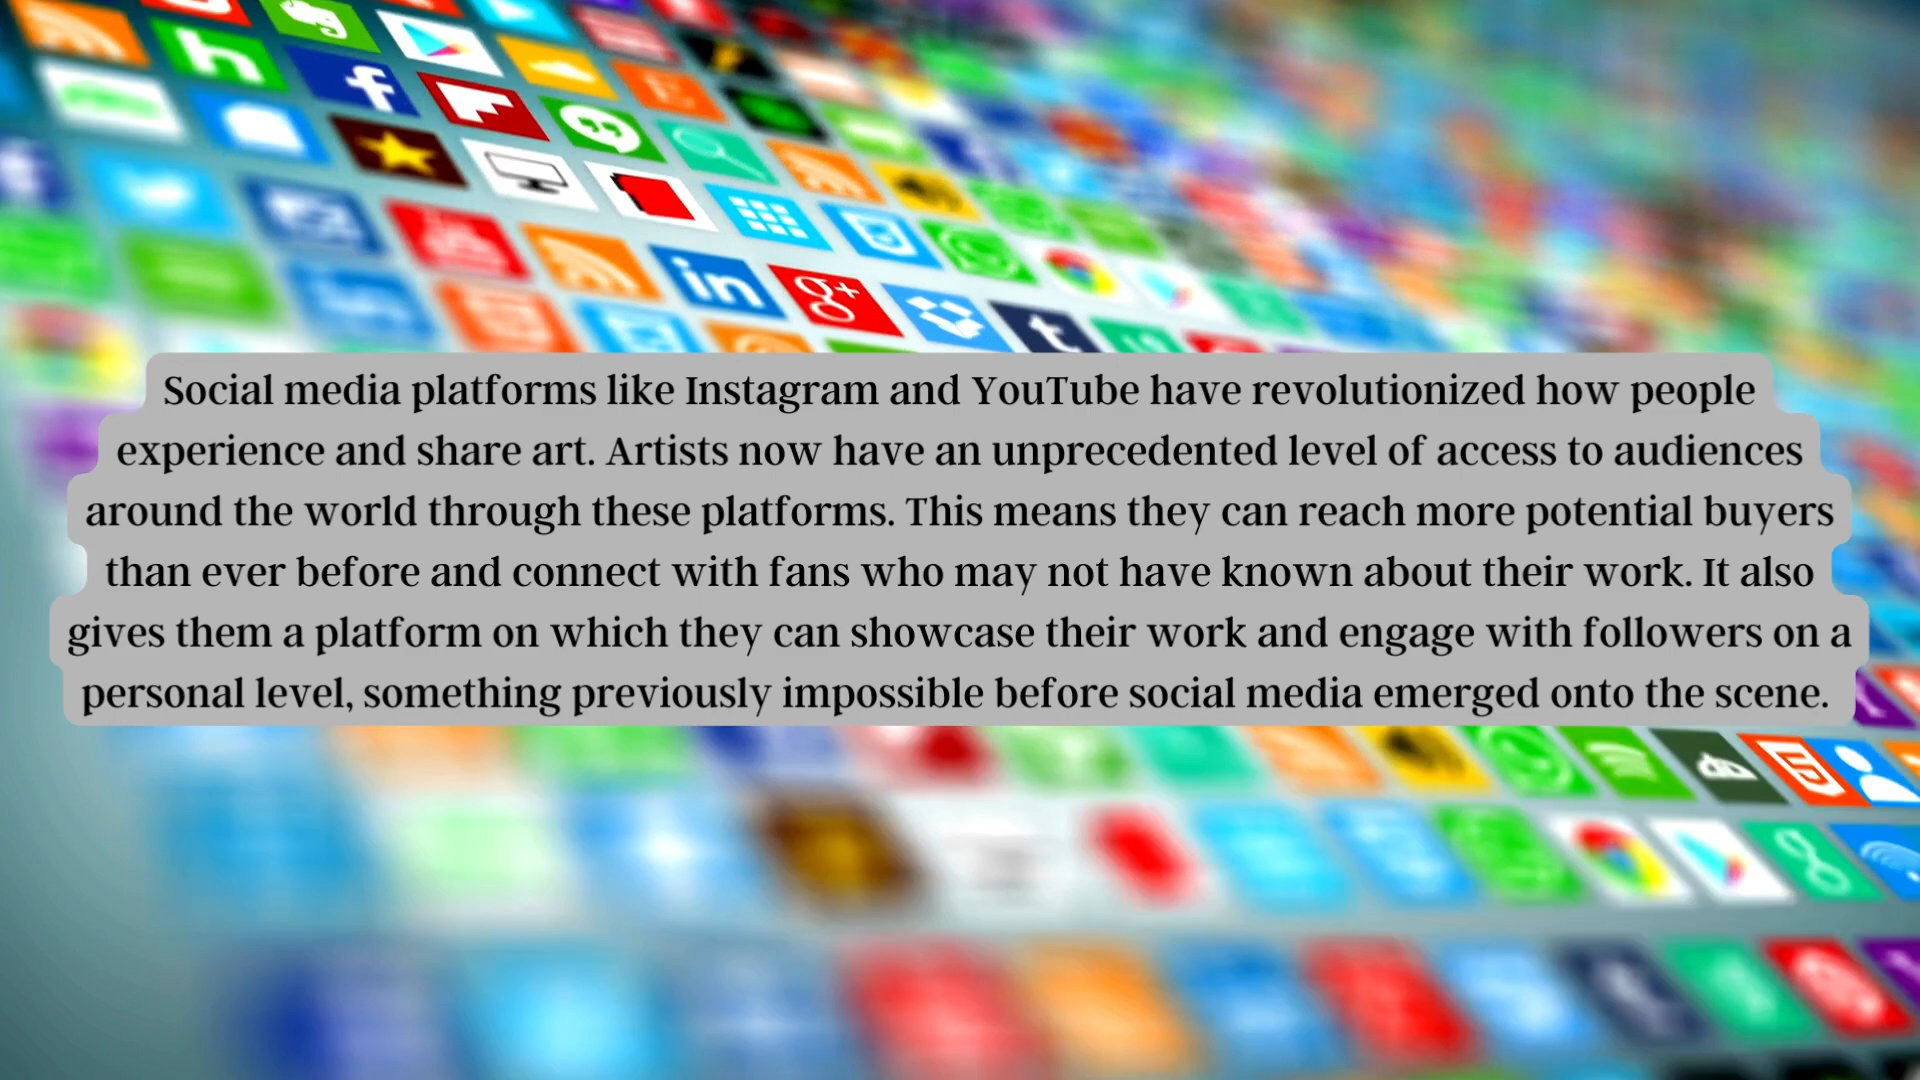 Social media platforms like Instagram and YouTube have revolutionized how people
experience and share art. Artists now have an unprecedented level of access to audiences
around the world through these platforms. This means they can reach more potential buyers
than ever before and connect with fans who may not have known about their work. It also
gives them a platform on which they can showcase their work and engage with followers on a
personal level, something previously impossible before social media emerged onto the scene.